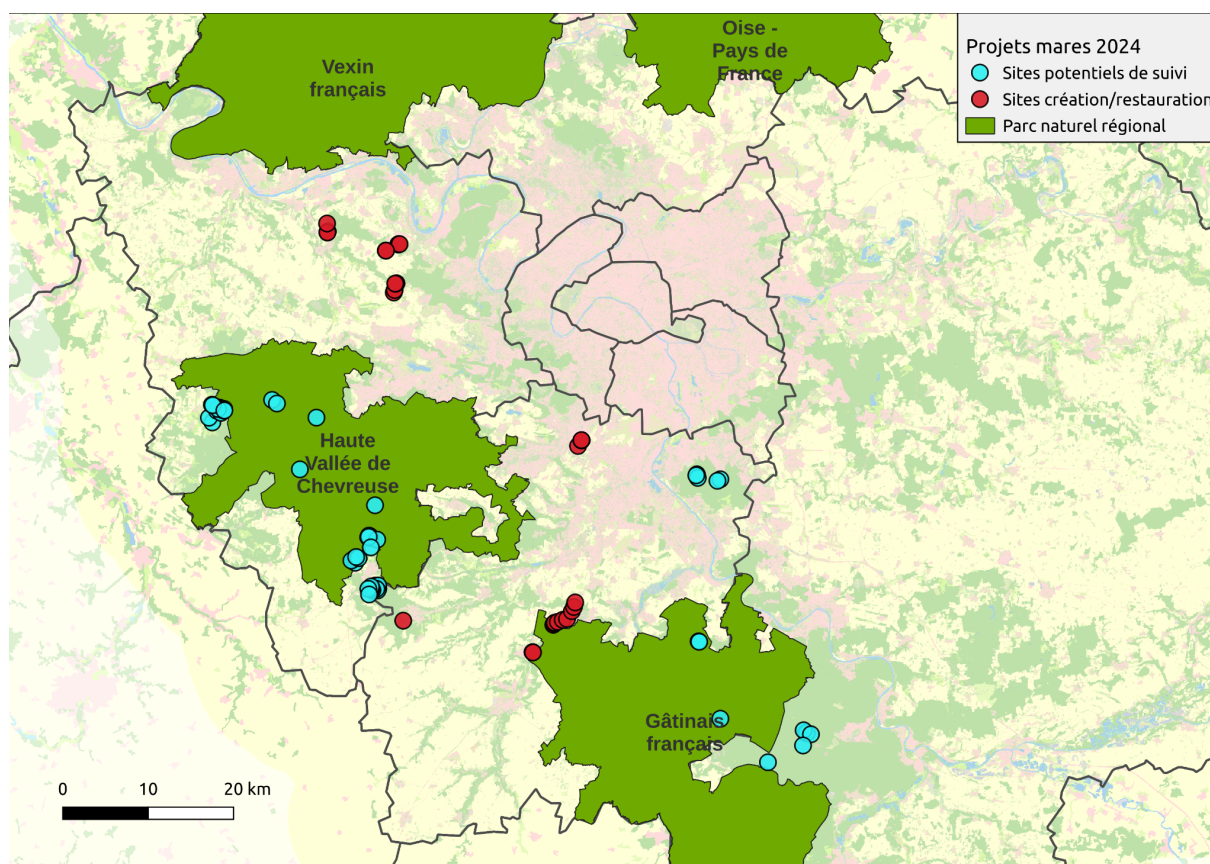 Vexin
français
Oise -
Pays de
France
Projets mares 2024
Sites potentiels de suivi
Sites création/restauration
Parc naturel régional
Haute
Vallée de
Chevreuse
Gâtinais
français
0 10 20 km